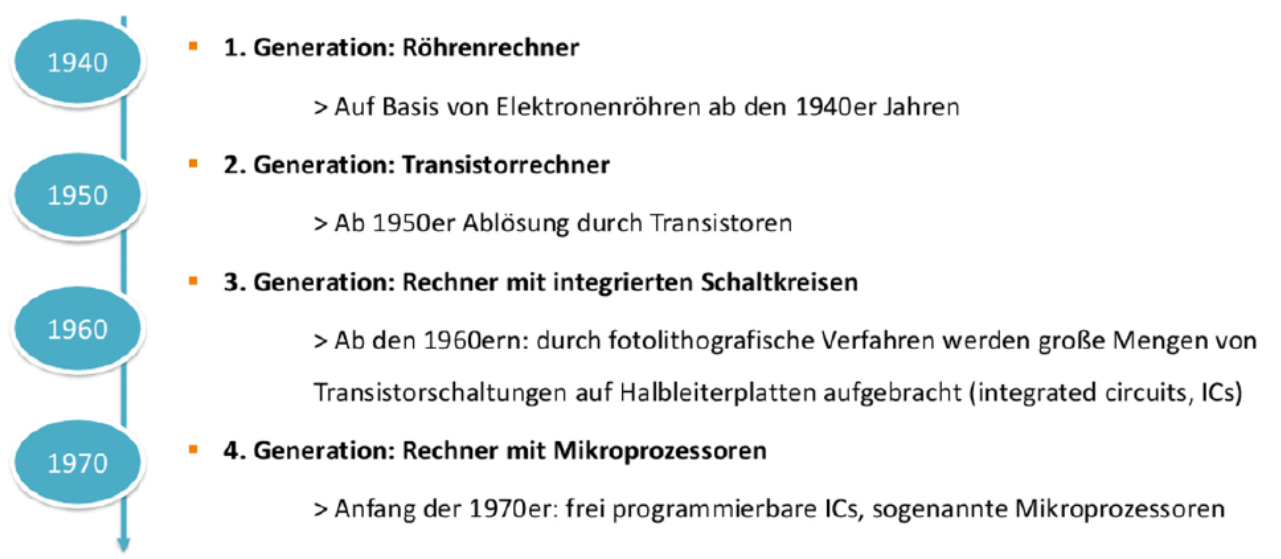 1940
1. Generation: Röhrenrechner
> Auf Basis von Elektronenröhren ab den 1940er Jahren
1950
2. Generation: Transistorrechner
> Ab 1950er Ablösung durch Transistoren
1960
3. Generation: Rechner mit integrierten Schaltkreisen
> Ab den 1960ern: durch fotolithografische Verfahren werden große Mengen von
Transistorschaltungen auf Halbleiterplatten aufgebracht (integrated circuits, ICs)
1970
4. Generation: Rechner mit Mikroprozessoren
> Anfang der 1970er: frei programmierbare ICs, sogenannte Mikroprozessoren